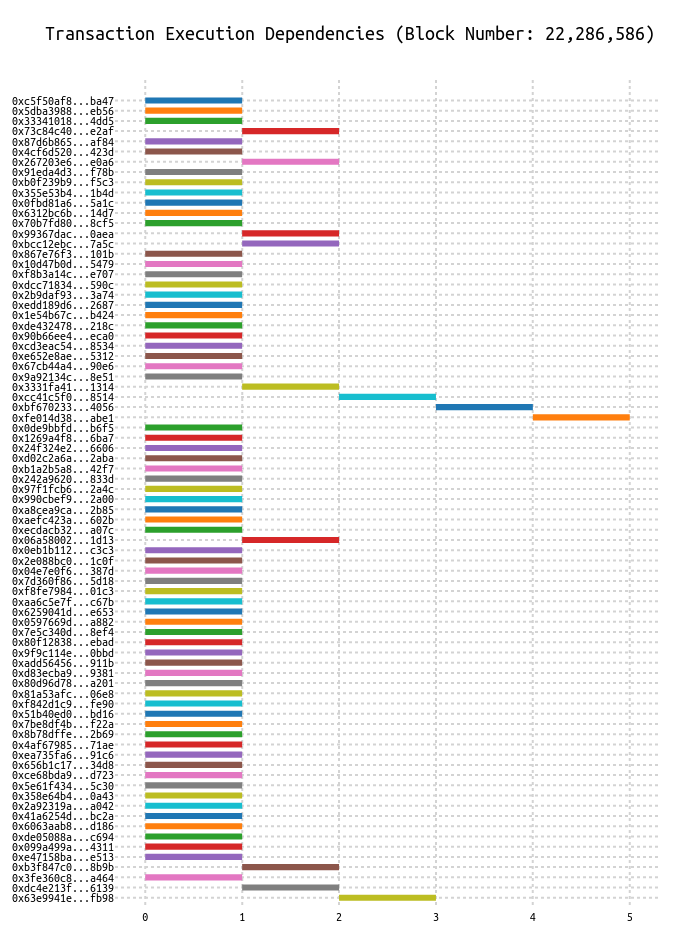 Transaction Execution Dependencies (Block Number: 22,286,586)
0xc5f50af8...ba47
0x5dba3988...eb56
0x33341018...4dd5
0x73c84c40...e2af
0x87d6b865...af84
0x4cf6d520...423d
0x267203e6...e0a6
0x91eda4d3...f78b
0xb0f239b9...f5c3
0x355e53b4...1b4d
0x0fbd81a6...5a1c
0x6312bc6b...14d7
0x70b7fd80...8cf5
0x99367dac...0aea
0xbcc12ebc...7a5c
0x867e76f3...101b
0x10d47b0d...5479
0xf8b3a14c...e707
0xdcc71834...590c
0x2b9daf93...3a74
0xedd189d6...2687
0x1e54b67c...b424
0xde432478...218c
0x90b66ee4...eca0
0xcd3eac54...8534
0xe652e8ae...5312
0x67cb44a4...90e6
0x9a92134c...8e51
0x3331fa41...1314
0xcc41c5f0...8514
0xbf670233...4056
0xfe014d38...abe1
0x0de9bbfd...b6f5
0x1269a4f8...6ba7
0x24f324e2...6606
0xd02c2a6a...2aba
0xb1a2b5a8...42f7
0x242a9620...833d
0x97f1fcb6...2a4c
0x990cbef9...2a00
0xa8cea9ca...2b85
0xaefc423a...602b
0xecdacb32...a07c
0x06a58002...1d13
0x0eb1b112...c3c3
0x2e088bc0...1c0f
0x04e7e0f6...387d
0x7d360f86...5d18
0xf8fe7984...01c3
0xaa6c5e7f...c67b
0x6259041d...e653
0x0597669d...a882
0x7e5c340d...8ef4
0x80f12838...ebad
0x9f9c114e...0bbd
0xadd56456...911b
0xd83ecba9...9381
0x80d96d78...a201
0x81a53afc...06e8
0xf842d1c9...fe90
0x51b40ed0...bd16
0x7be8df4b...f22a
0x8b78dffe...2b69
0x4af67985...71ae
0xea735fa6...91c6
0x656b1c17...34d8
0xce68bda9...d723
0x5e61f434...5c30
0x358e64b4...0a43
0x2a92319a...a042
0x41a6254d...bc2a
0x6063aab8...d186
0xde05088a...c694
0x099a499a...4311
0xe47158ba...e513
0xb3f847c0...8b9b
0x3fe360c8...a464
0xdc4e213f...6139
0x63e9941e...fb98
0 1 2 3 4 5